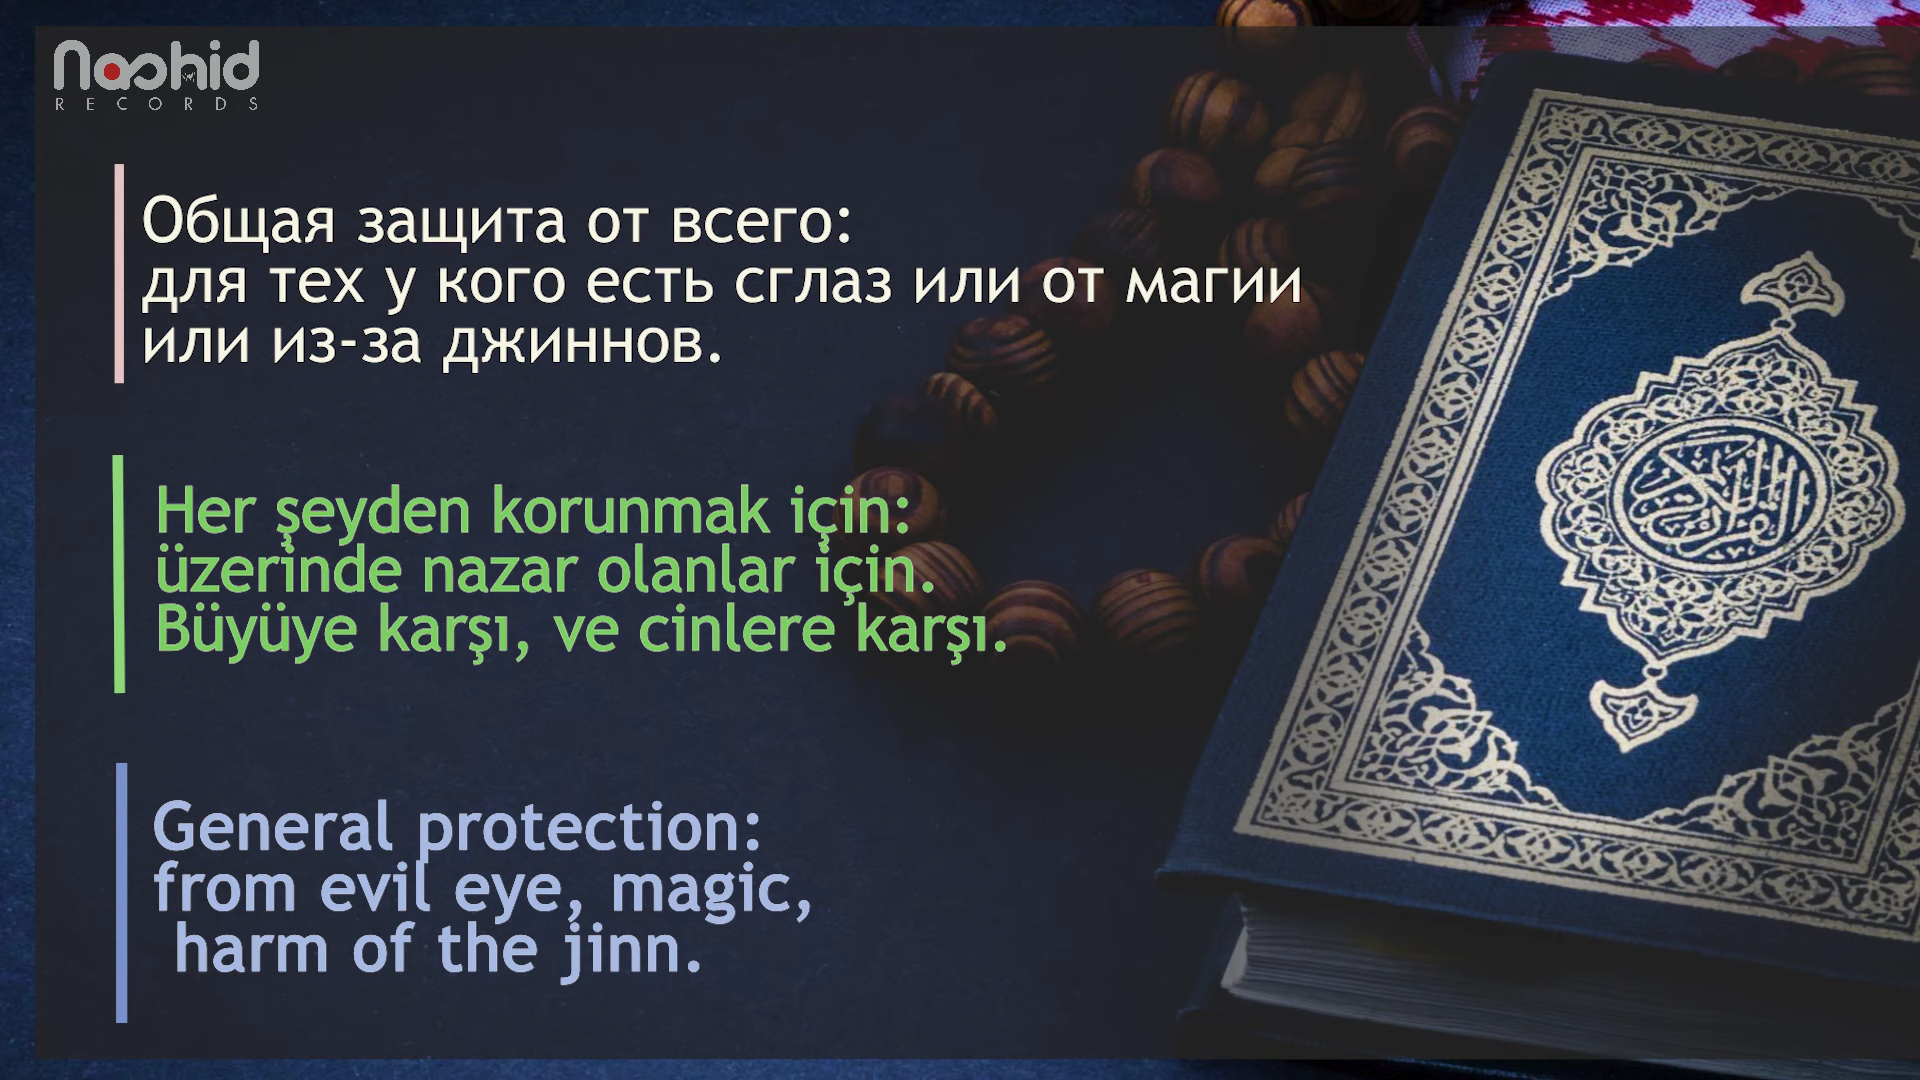 Nashid
RECORDS
Общая защита от всего:
для тех у кого есть сглаз или от магии
или из-за джиннов.
Her şeyden korunmak için:
üzerinde nazar olanlar için.
Büyüye karşı, ve cinlere karşı.
General protection:
from evil eye, magic,
harm of the jinn.
القرآن الكريم